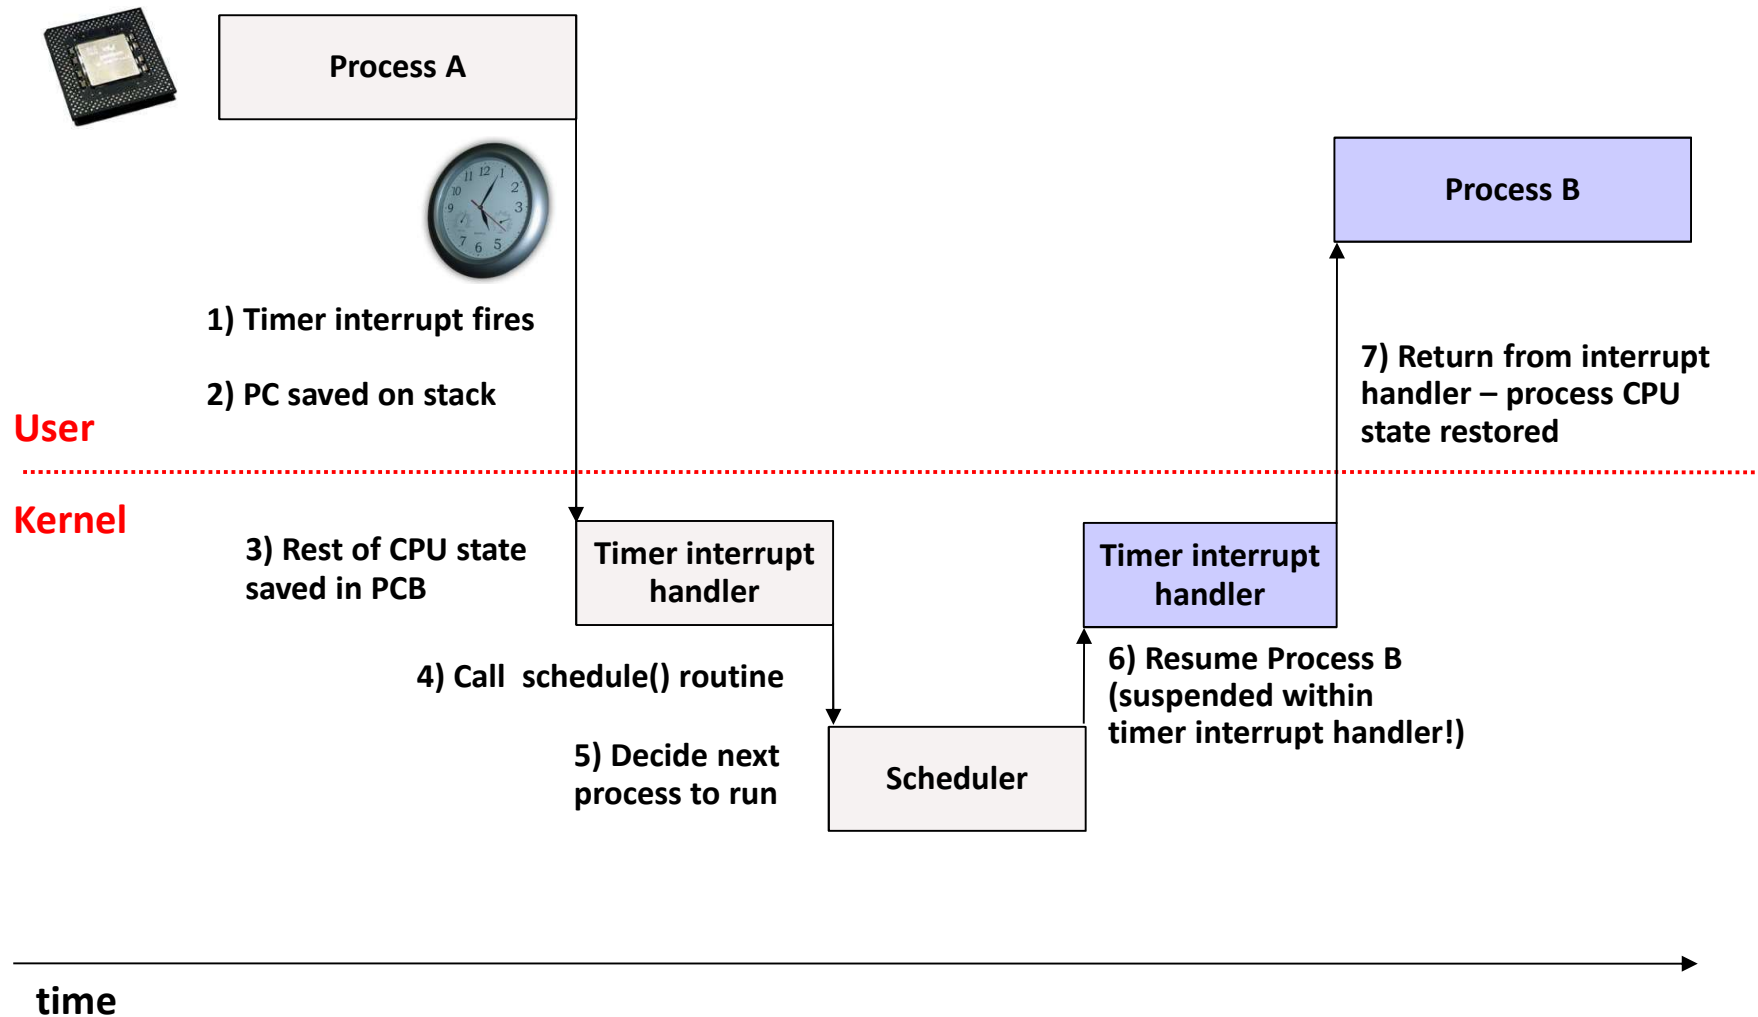 Process A
Process B
1) Timer interrupt fires
2) PC saved on stack
7) Return from interrupt
handler – process CPU
state restored
User
Kernel
3) Rest of CPU state
saved in PCB
Timer interrupt
handler
Timer interrupt
handler
4) Call schedule() routine
6) Resume Process B
(suspended within
timer interrupt handler!)
5) Decide next
process to run
Scheduler
time